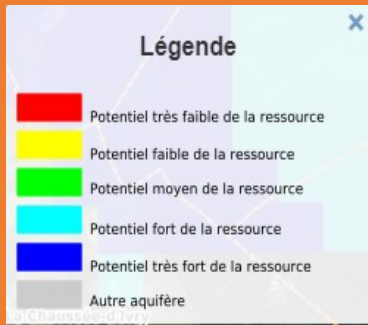 Légende
Potentiel très faible de la ressource
Potentiel faible de la ressource
Potentiel moyen de la ressource
Potentiel fort de la ressource
Potentiel très fort de la ressource
Autre aquifère
La Chaussée-d'Ivry